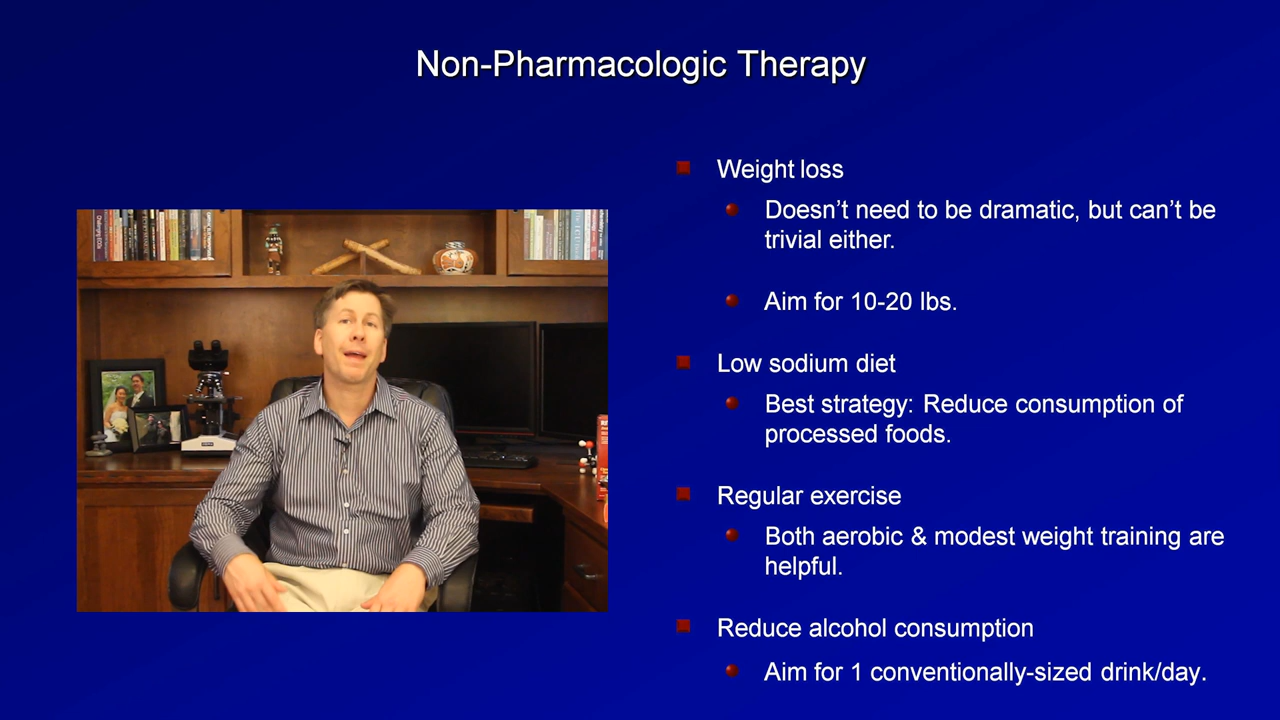 Non-Pharmacologic Therapy
Weight loss
Doesn’t need to be dramatic, but can’t be
trivial either.
Aim for 10-20 lbs.
Low sodium diet
Best strategy: Reduce consumption of
processed foods.
Regular exercise
Both aerobic & modest weight training are
helpful.
Reduce alcohol consumption
Aim for 1 conventionally-sized drink/day.